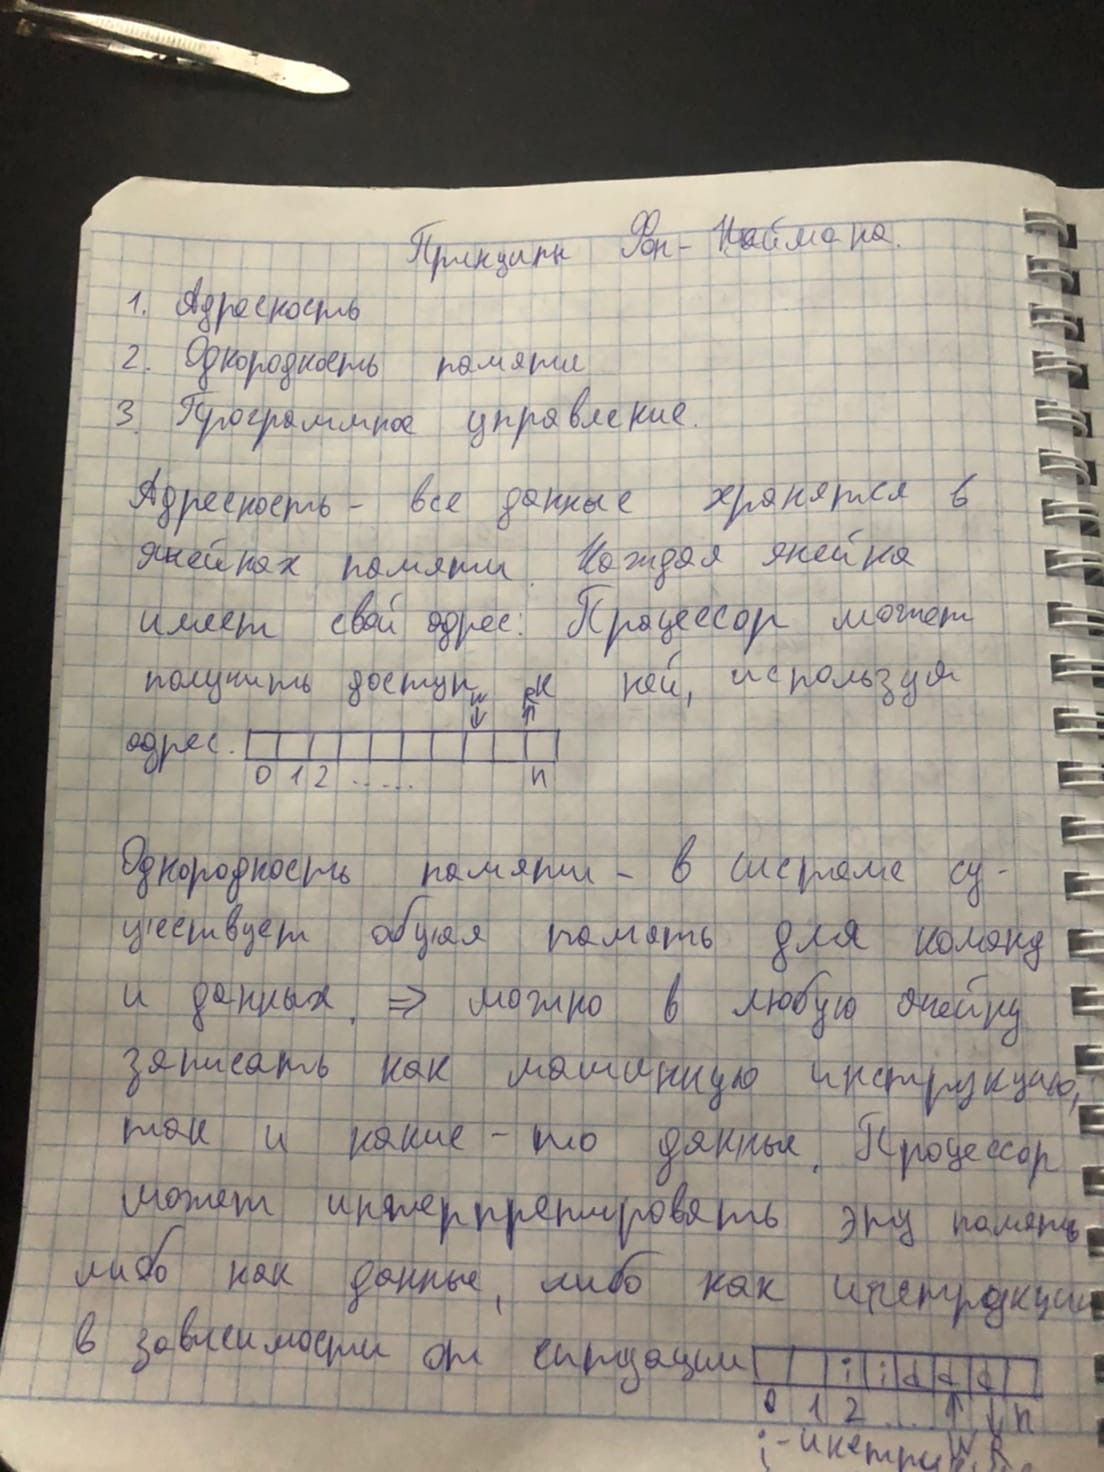 Принципы Фон-Наймана.
1. Адресность
2. Однородность памяти
3. Программное управление.
Адресность - все данные хранятся в
ячейках памяти. Каждая ячейка
имеет свой адрес. Процессор может
получить доступ к ней, используя
адрес.
W R
0 1 2 ...... n
Однородность памяти - в системе су-
ществует общая память для команд
и данных. => можно в любую ячейку
записать как машинную инструкцию,
так и какие-то данные. Процессор
может интерпретировать эту память
либо как данные, либо как инструкции
в зависимости от ситуации
i i d d d
0 1 2 ... n
W R
i -